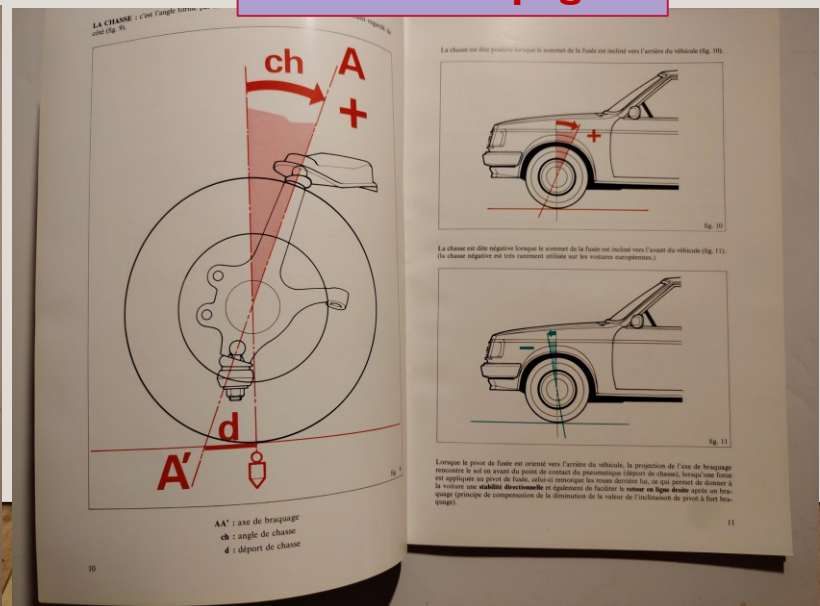 LA CHASSE : c'est l'angle formé par
regardé de
côté (fig. 9).
ch
A
+
d
A'
AA' : axe de braquage
ch : angle de chasse
d : déport de chasse
10
La chasse est dite positive lorsque le sommet de la fusée est incliné vers l'arrière du véhicule (fig. 10).
+
fig. 10
La chasse est dite négative lorsque le sommet de la fusée est incliné vers l'avant du véhicule (fig. 11).
(la chasse négative est très rarement utilisée sur les voitures européennes.)
−
fig. 11
Lorsque le pivot de fusée est orienté vers l'arrière du véhicule, la projection de l'axe de braquage
rencontre le sol en avant du point de contact du pneumatique (déport de chasse), lorsqu'une force
est appliquée au pivot de fusée, celui-ci remorque les roues derrière lui, ce qui permet de donner à
la voiture une stabilité directionnelle et également de faciliter le retour en ligne droite après un bra-
quage (principe de compensation de la diminution de la valeur de l'inclinaison de pivot à fort bra-
quage).
11